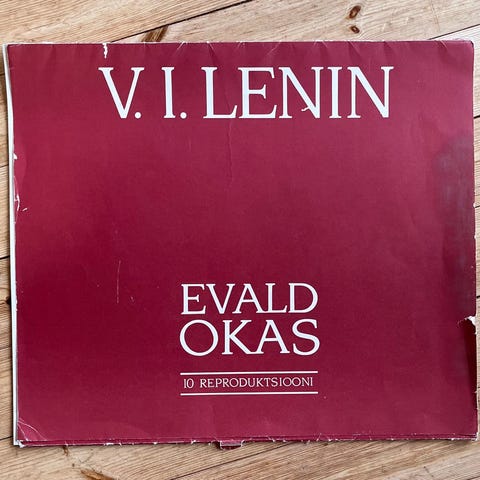 V. I. LENIN
EVALD
OKAS
10 REPRODUKTSIOONI